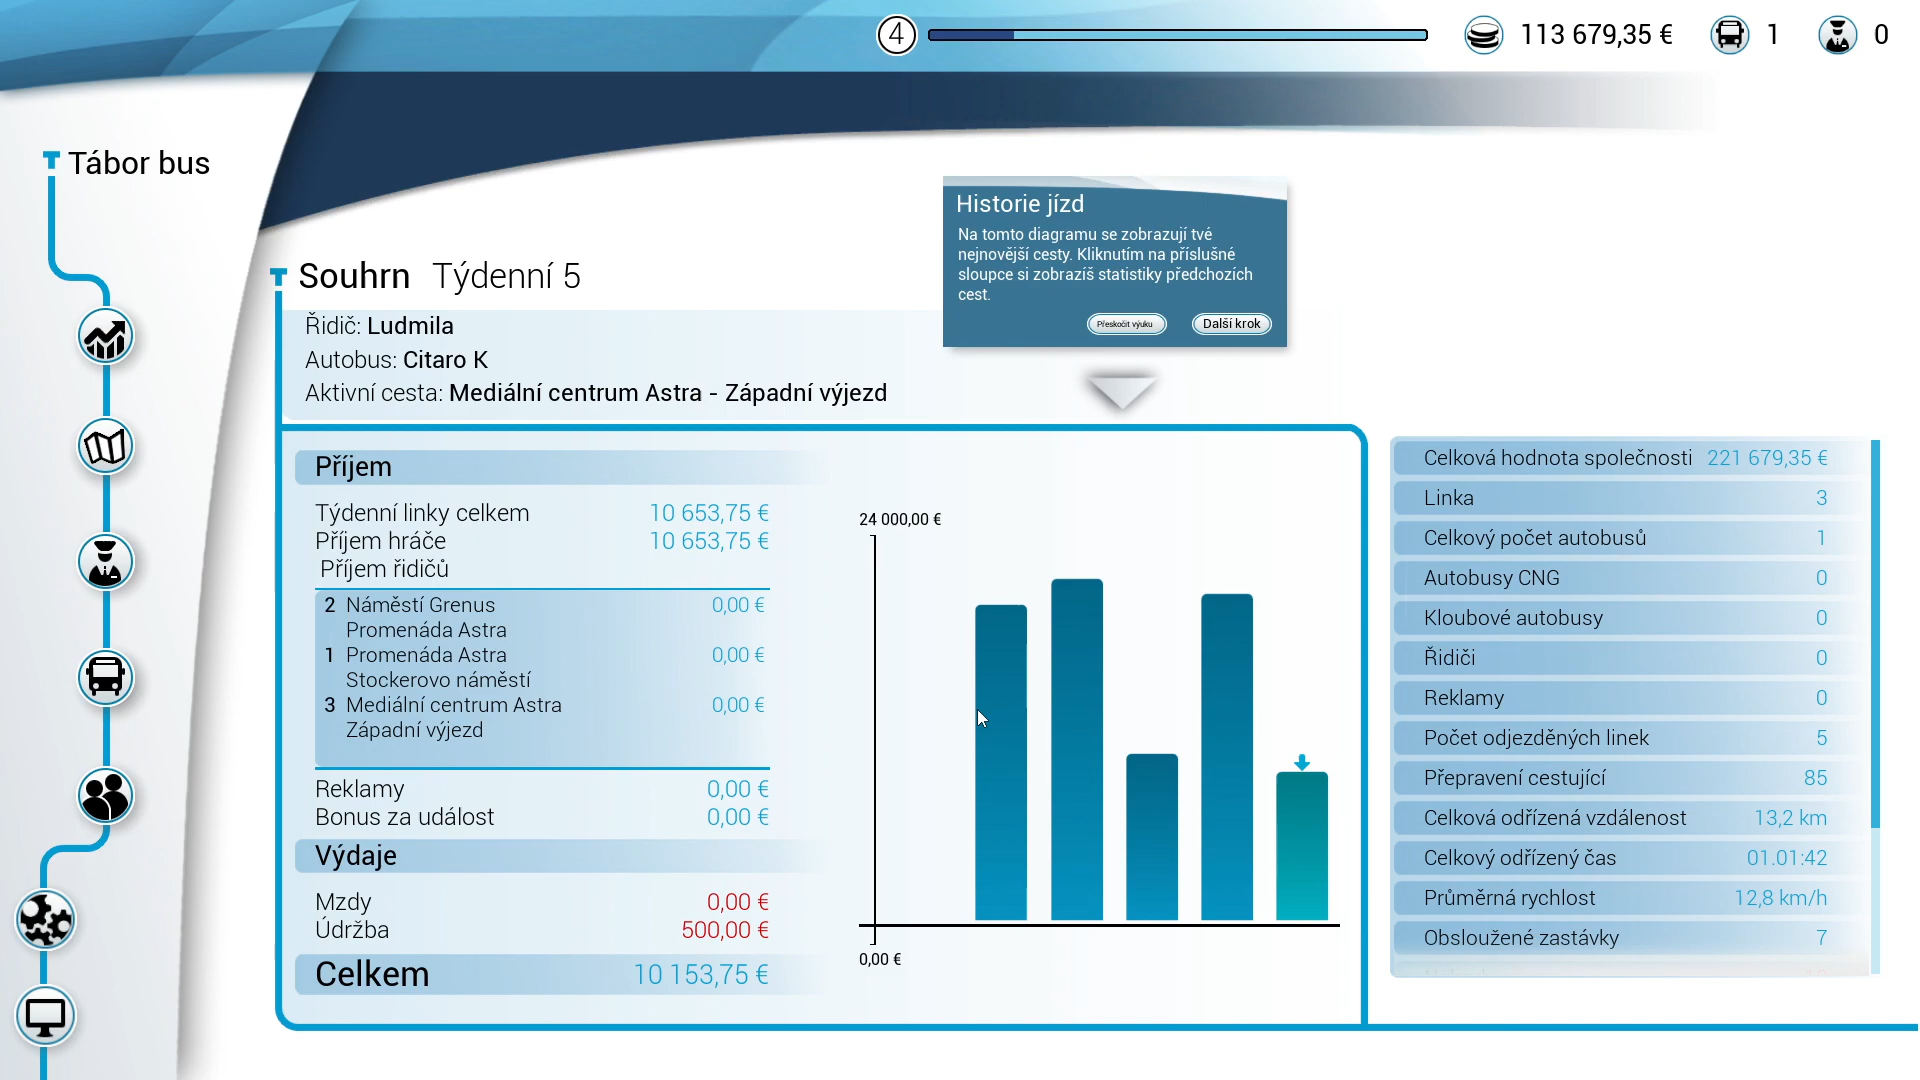 4
113 679,35 €
1
0
Tábor bus
Historie jízd
Na tomto diagramu se zobrazují tvé
nejnovější cesty. Kliknutím na příslušné
sloupce si zobrazíš statistiky předchozích
cest.
Přeskočit výuku
Další krok
Souhrn Týdenní 5
Řidič: Ludmila
Autobus: Citaro K
Aktivní cesta: Mediální centrum Astra - Západní výjezd
Příjem
Týdenní linky celkem 10 653,75 €
Příjem hráče 10 653,75 €
Příjem řidičů
2 Náměstí Grenus 0,00 €
Promenáda Astra
1 Promenáda Astra 0,00 €
Stockerovo náměstí
3 Mediální centrum Astra 0,00 €
Západní výjezd
Reklamy 0,00 €
Bonus za událost 0,00 €
Výdaje
Mzdy 0,00 €
Údržba 500,00 €
Celkem 10 153,75 €
24 000,00 €
0,00 €
Celková hodnota společnosti 221 679,35 €
Linka 3
Celkový počet autobusů 1
Autobusy CNG 0
Kloubové autobusy 0
Řidiči 0
Reklamy 0
Počet odjezděných linek 5
Přepravení cestující 85
Celková odřízená vzdálenost 13,2 km
Celkový odřízený čas 01.01:42
Průměrná rychlost 12,8 km/h
Obsloužené zastávky 7